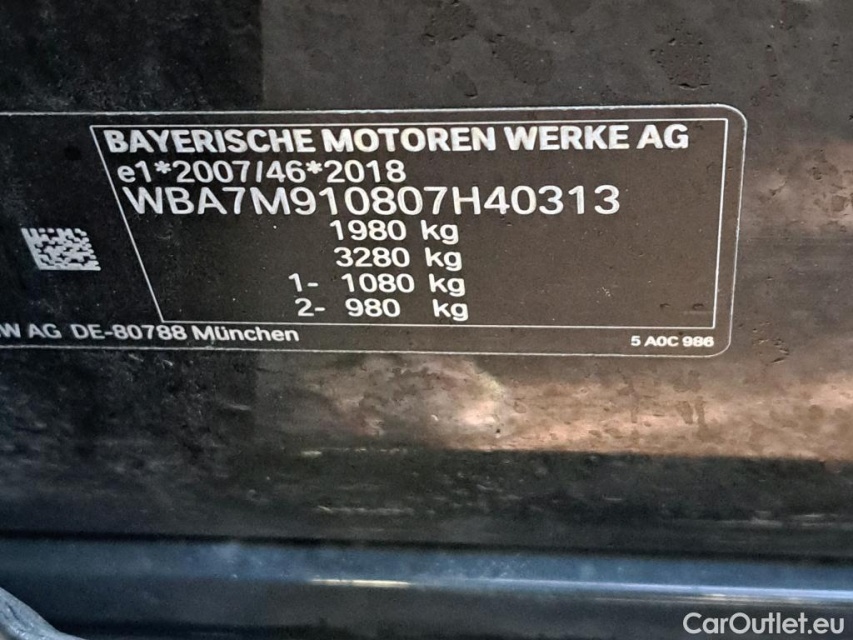 BAYERISCHE MOTOREN WERKE AG
e1*2007/46*2018
WBA7M910807H40313
1980 kg
3280 kg
1- 1080 kg
2- 980 kg
W AG DE-80788 München
5 A0C 986
CarOutlet.eu